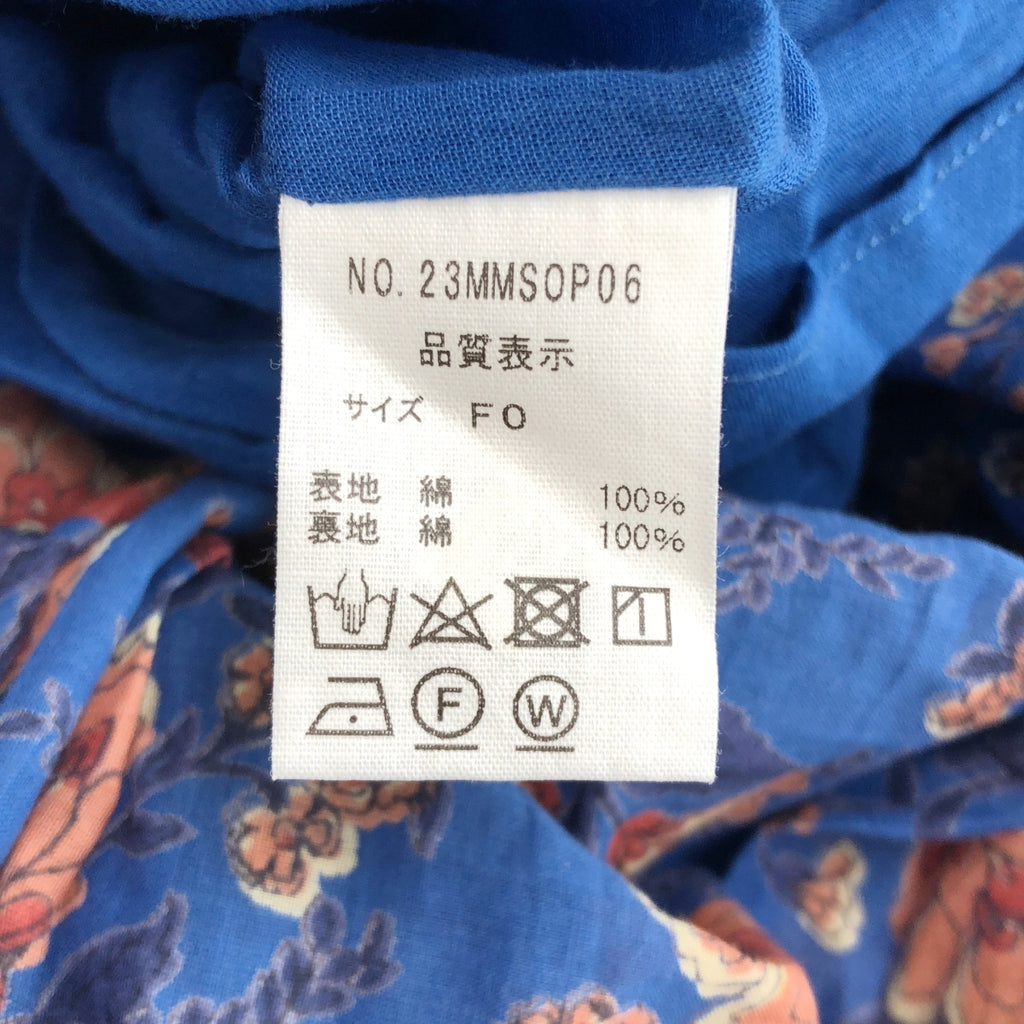 NO. 23MMSOP06
品質表示
サイズ FO
表地 綿 100%
裏地 綿 100%
F W